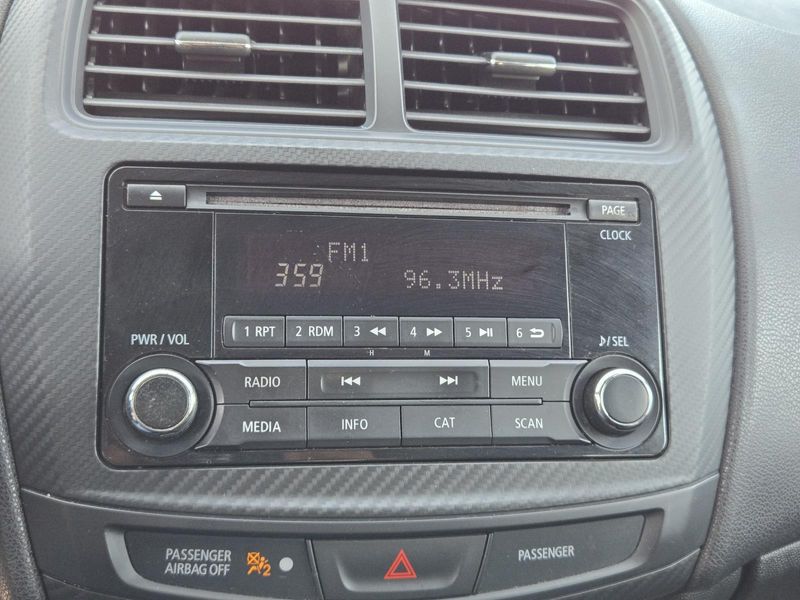 PAGE
CLOCK
FM1
359 96.3MHz
1 RPT 2 RDM 3 4 5 6
H M
PWR / VOL
/SEL
RADIO MENU
MEDIA INFO CAT SCAN
PASSENGER
AIRBAG OFF
2
PASSENGER